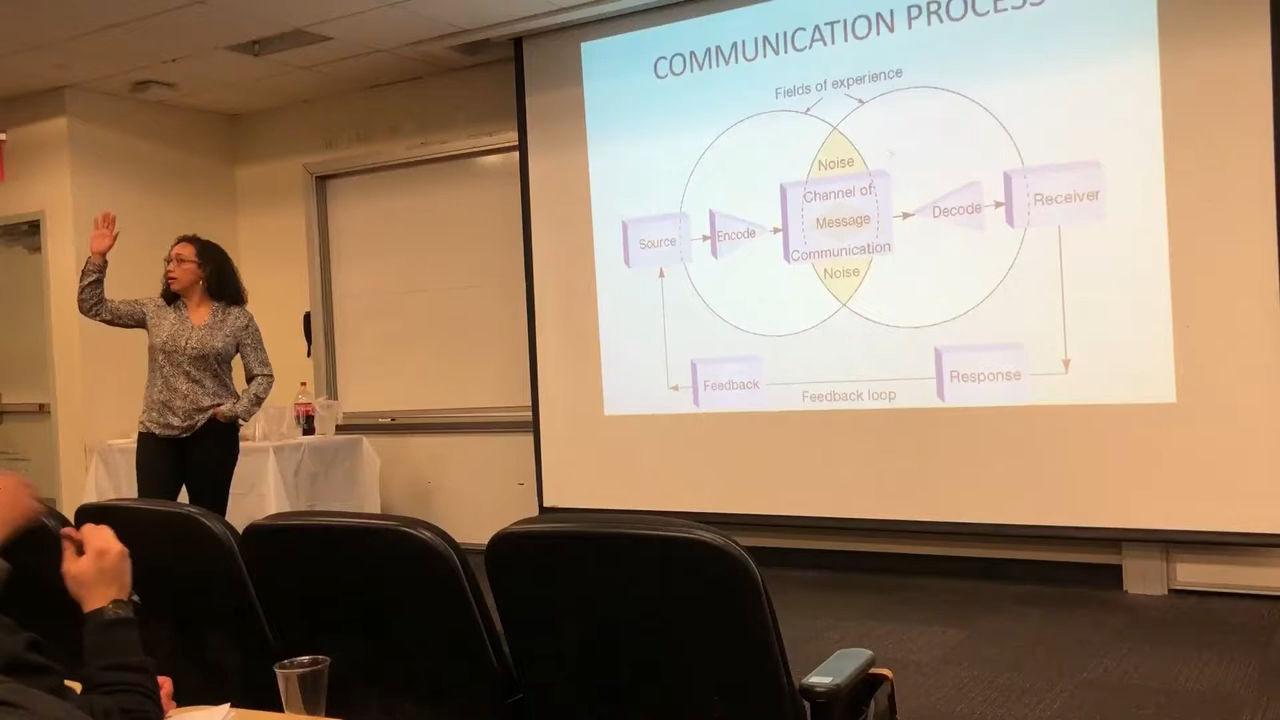 COMMUNICATION PROCESS
Fields of experience
Noise
Channel of
Source
Encode
Message
Decode
Receiver
Communication
Noise
Feedback
Feedback loop
Response